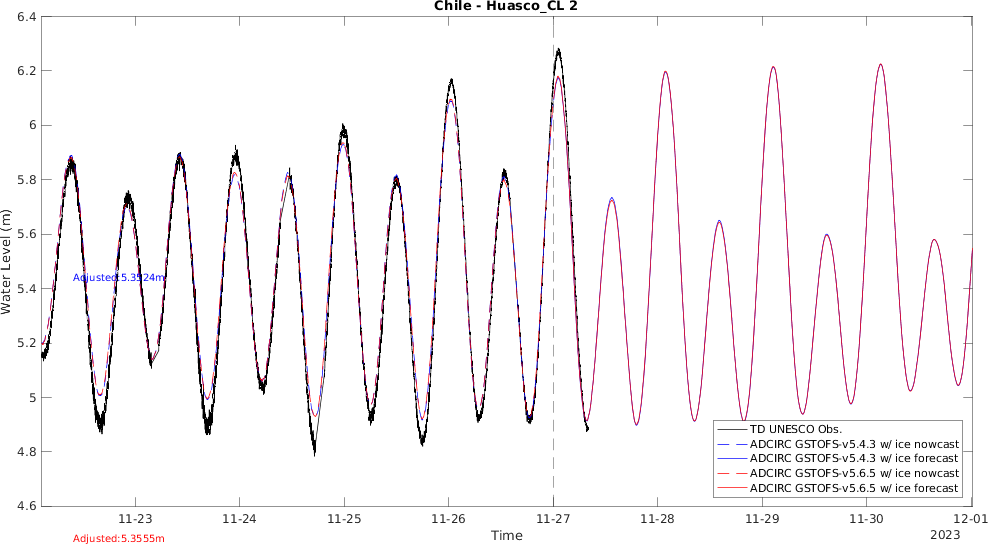 Chile - Huasco_CL 2
6.4
6.2
6
5.8
5.6
5.4
5.2
5
4.8
4.6
Water Level (m)
Adjusted:5.3524m
TD UNESCO Obs.
ADCIRC GSTOFS-v5.4.3 w/ ice nowcast
ADCIRC GSTOFS-v5.4.3 w/ ice forecast
ADCIRC GSTOFS-v5.6.5 w/ ice nowcast
ADCIRC GSTOFS-v5.6.5 w/ ice forecast
11-23 11-24 11-25 11-26 11-27 11-28 11-29 11-30 12-01
Time
2023
Adjusted:5.3555m